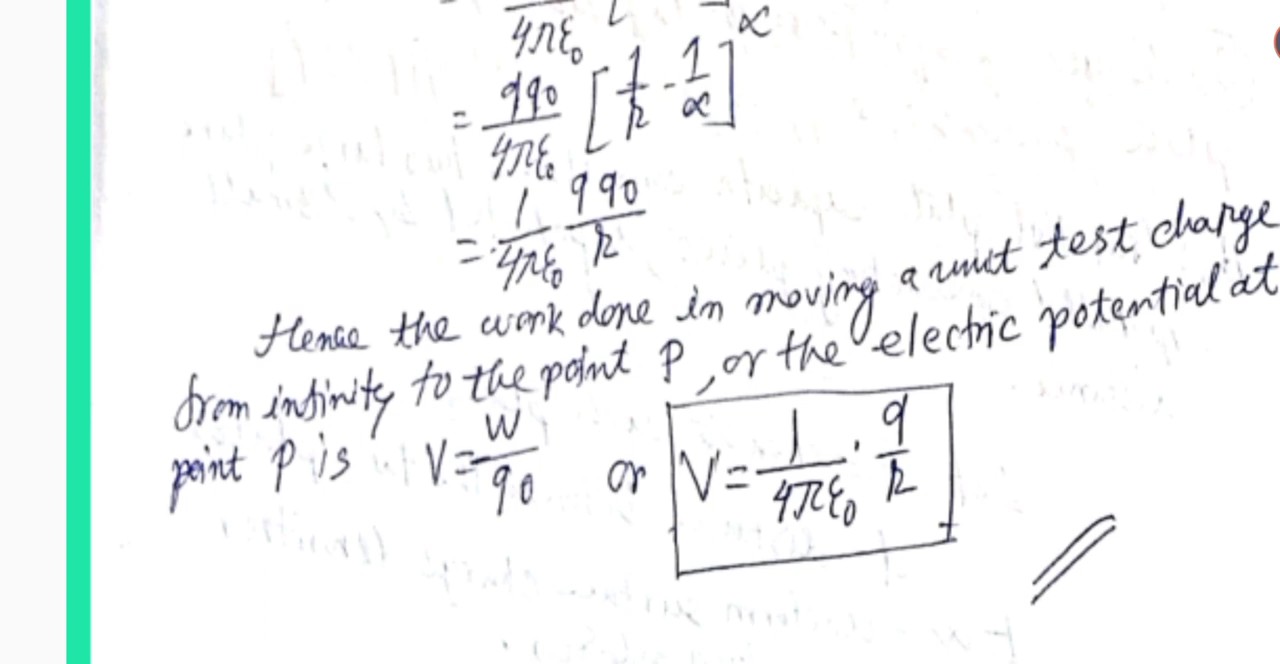 = 4πε₀ [ ∝
= qq₀/4πε₀ [1/r - 1/∝]
= 1/4πε₀ qq₀/r
Hence the work done in moving a unit test charge
from infinity to the point P, or the electric potential at
point P is V = W/q₀ or V = 1/4πε₀ · q/r